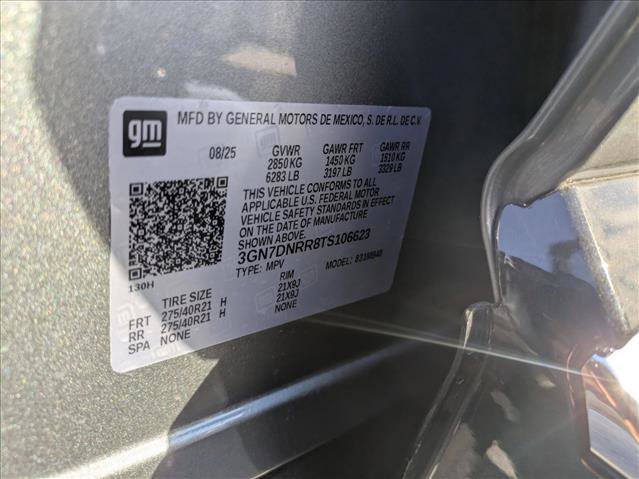 gm
MFD BY GENERAL MOTORS DE MEXICO, S. DE R.L. DE C.V.
08/25 GVWR GAWR FRT GAWR RR
2850 KG 1450 KG 1510 KG
6283 LB 3197 LB 3329 LB
THIS VEHICLE CONFORMS TO ALL
APPLICABLE U.S. FEDERAL MOTOR
VEHICLE SAFETY STANDARDS IN EFFECT
ON THE DATE OF MANUFACTURE
SHOWN ABOVE.
3GN7DNRR8TS106623
TYPE: MPV MODEL:
130H
TIRE SIZE RIM
FRT 275/40R21 H 21X9J
RR 275/40R21 H 21X9J
SPA NONE NONE